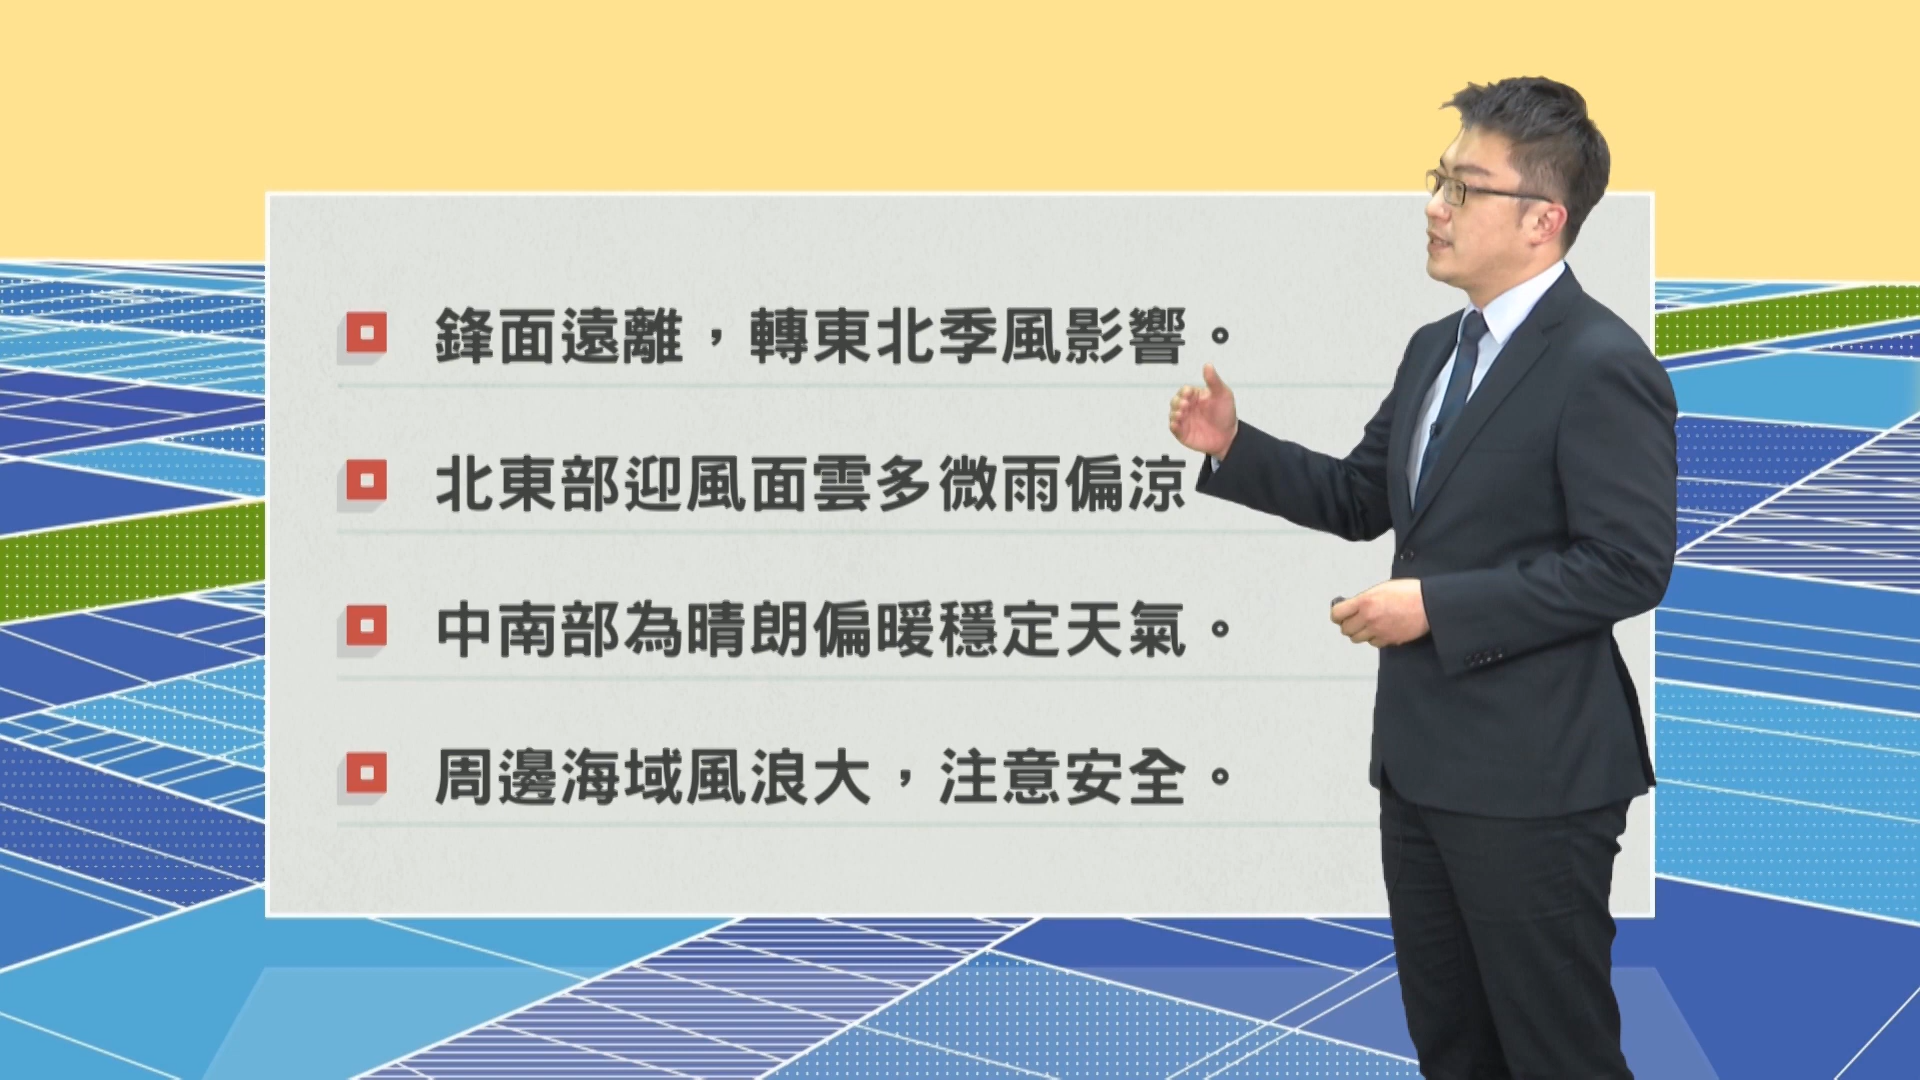 鋒面遠離，轉東北季風影響。
北東部迎風面雲多微雨偏涼
中南部為晴朗偏暖穩定天氣。
周邊海域風浪大，注意安全。